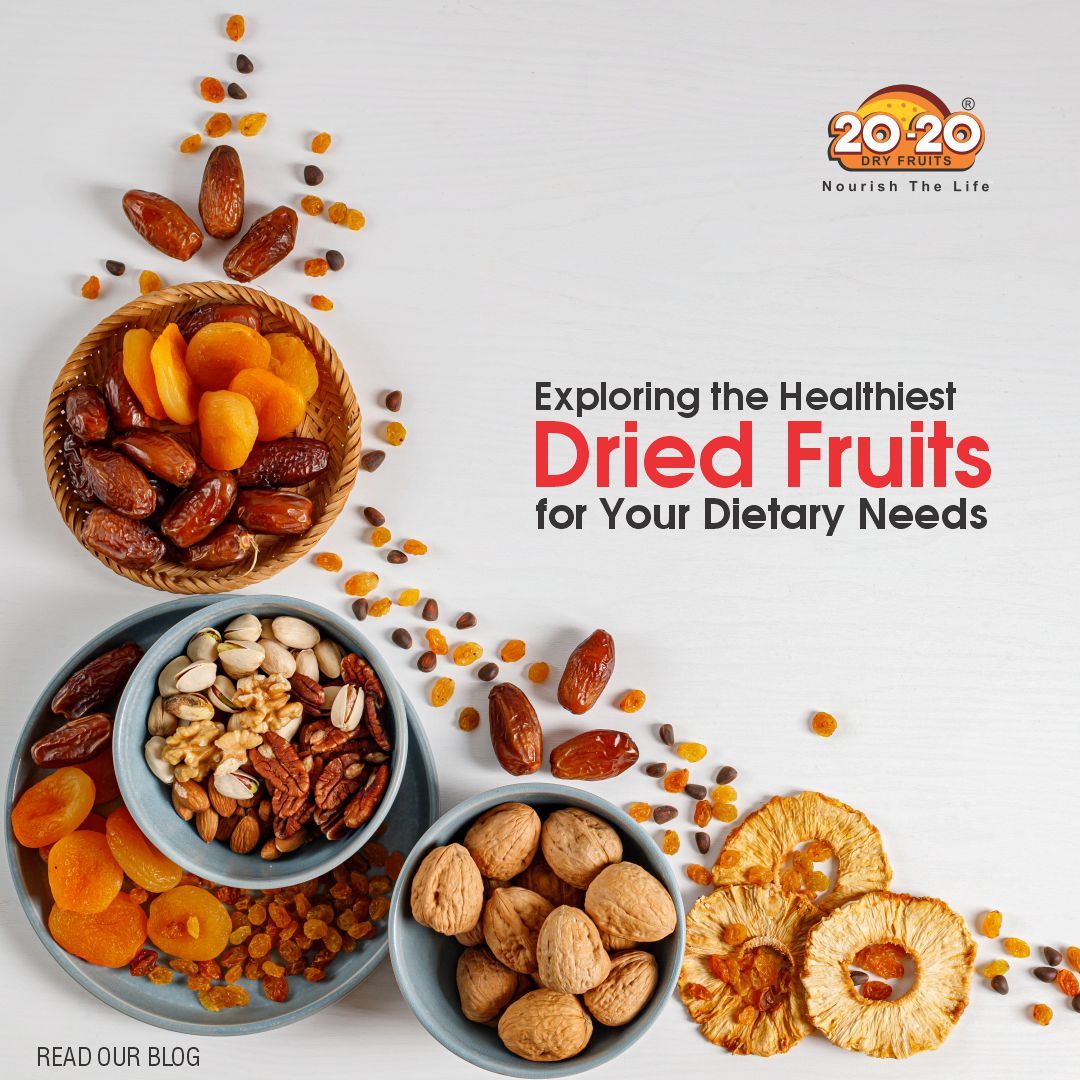 20-20®
DRY FRUITS
Nourish The Life
Exploring the Healthiest
Dried Fruits
for Your Dietary Needs
READ OUR BLOG